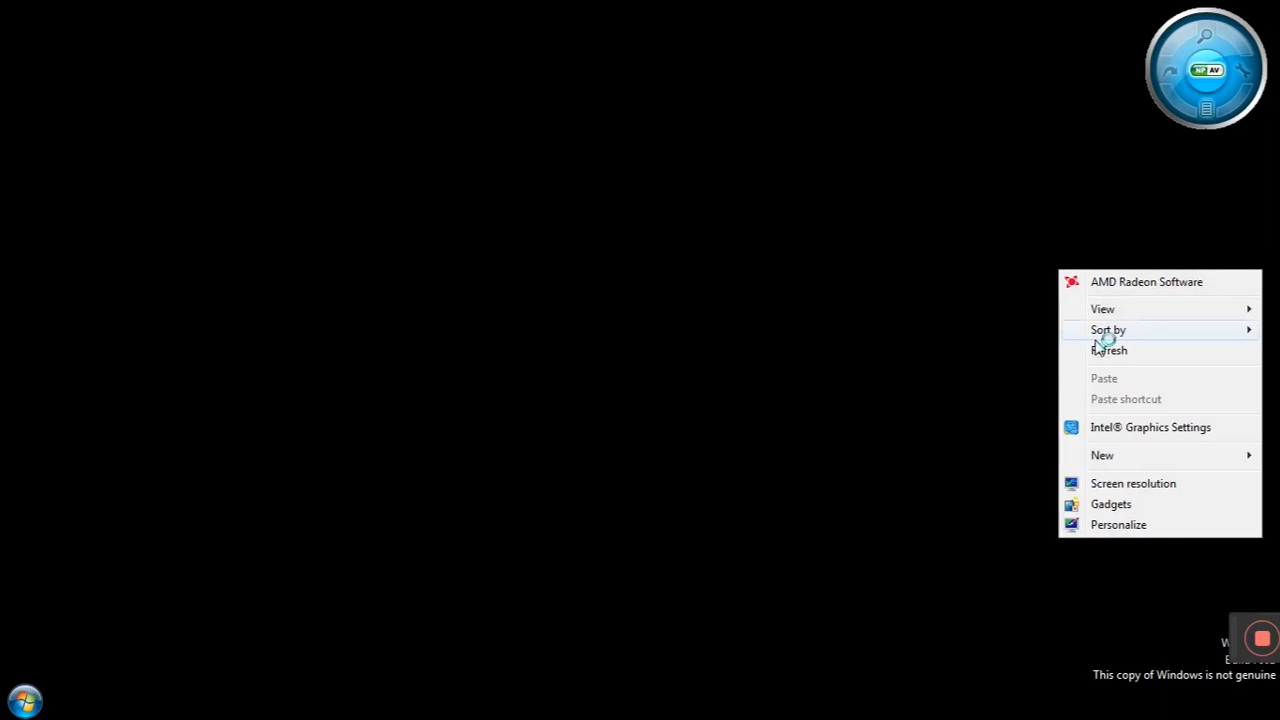 NP AV
AMD Radeon Software
View
Sort by
Refresh
Paste
Paste shortcut
Intel® Graphics Settings
New
Screen resolution
Gadgets
Personalize
This copy of Windows is not genuine